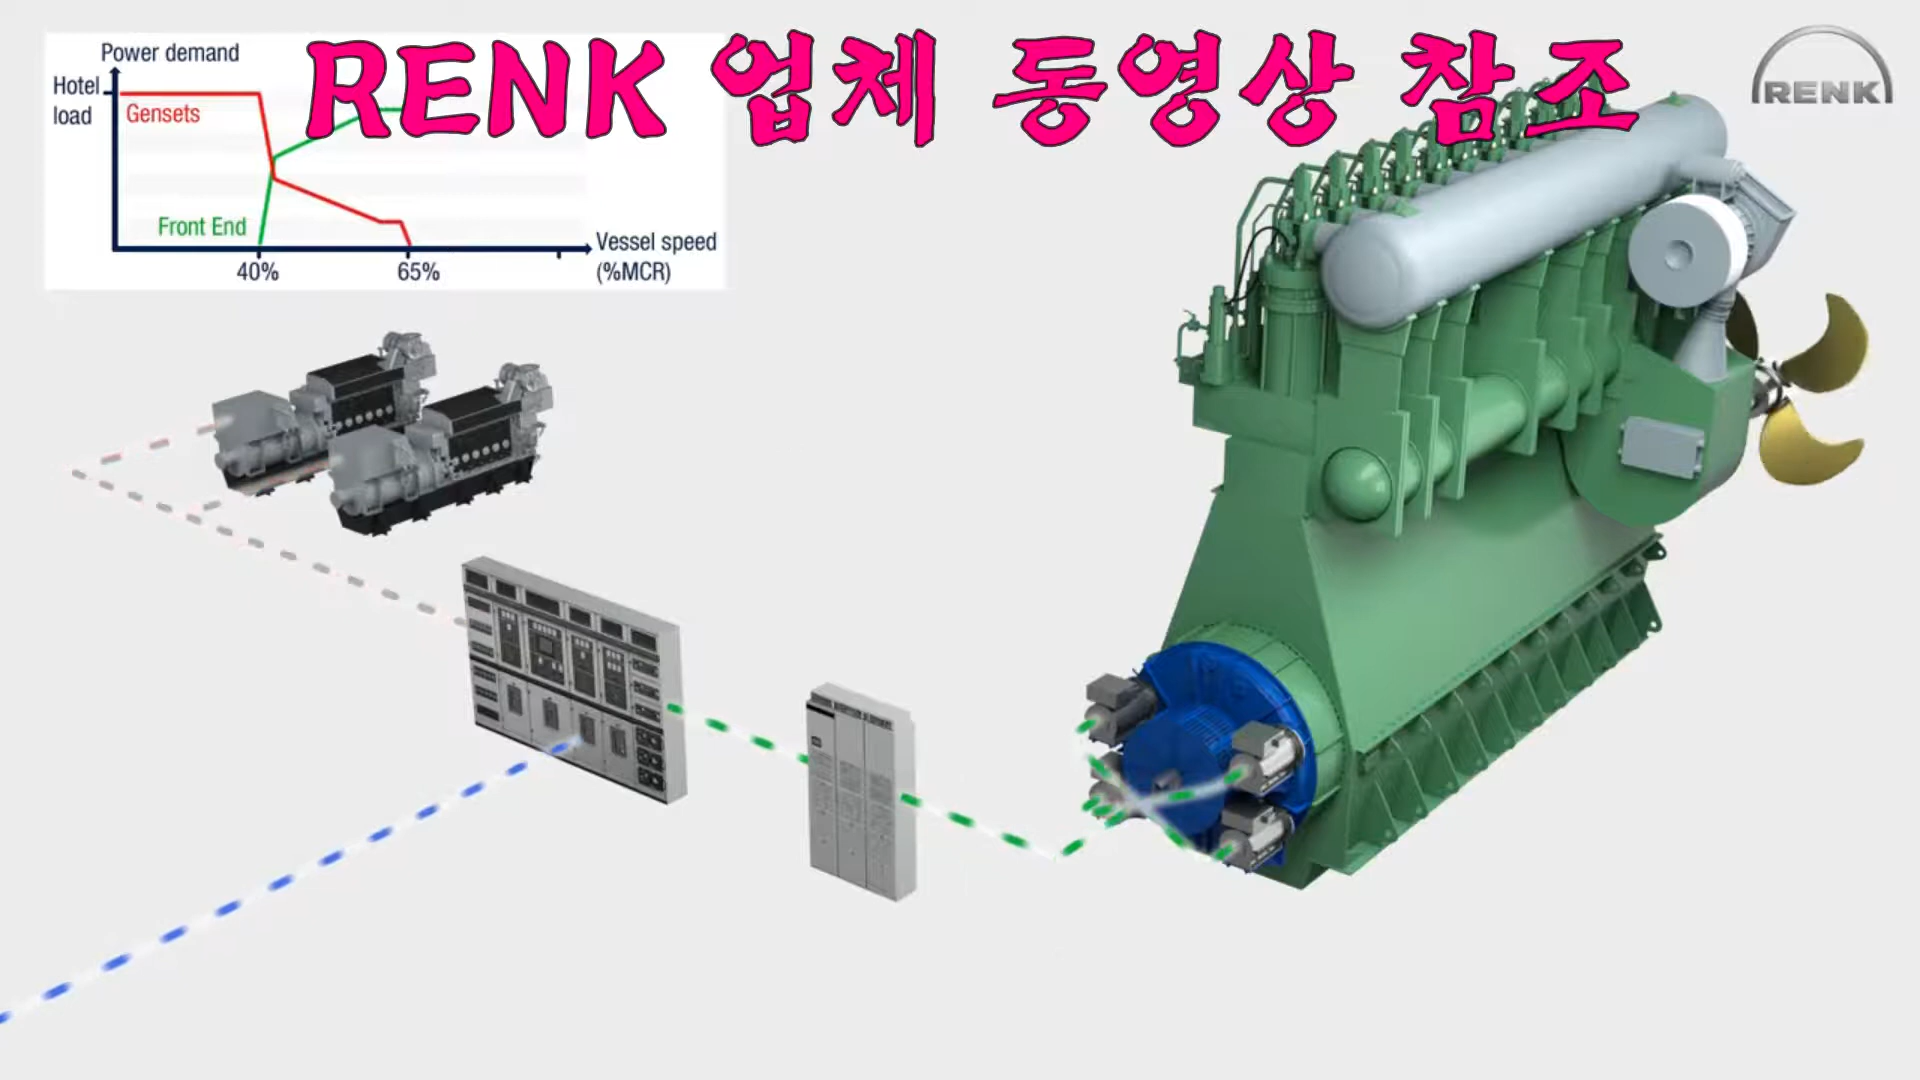 RENK 업체 동영상 참조
RENK
Power demand
Hotel
load
Gensets
Front End
Vessel speed
(%MCR)
40%
65%